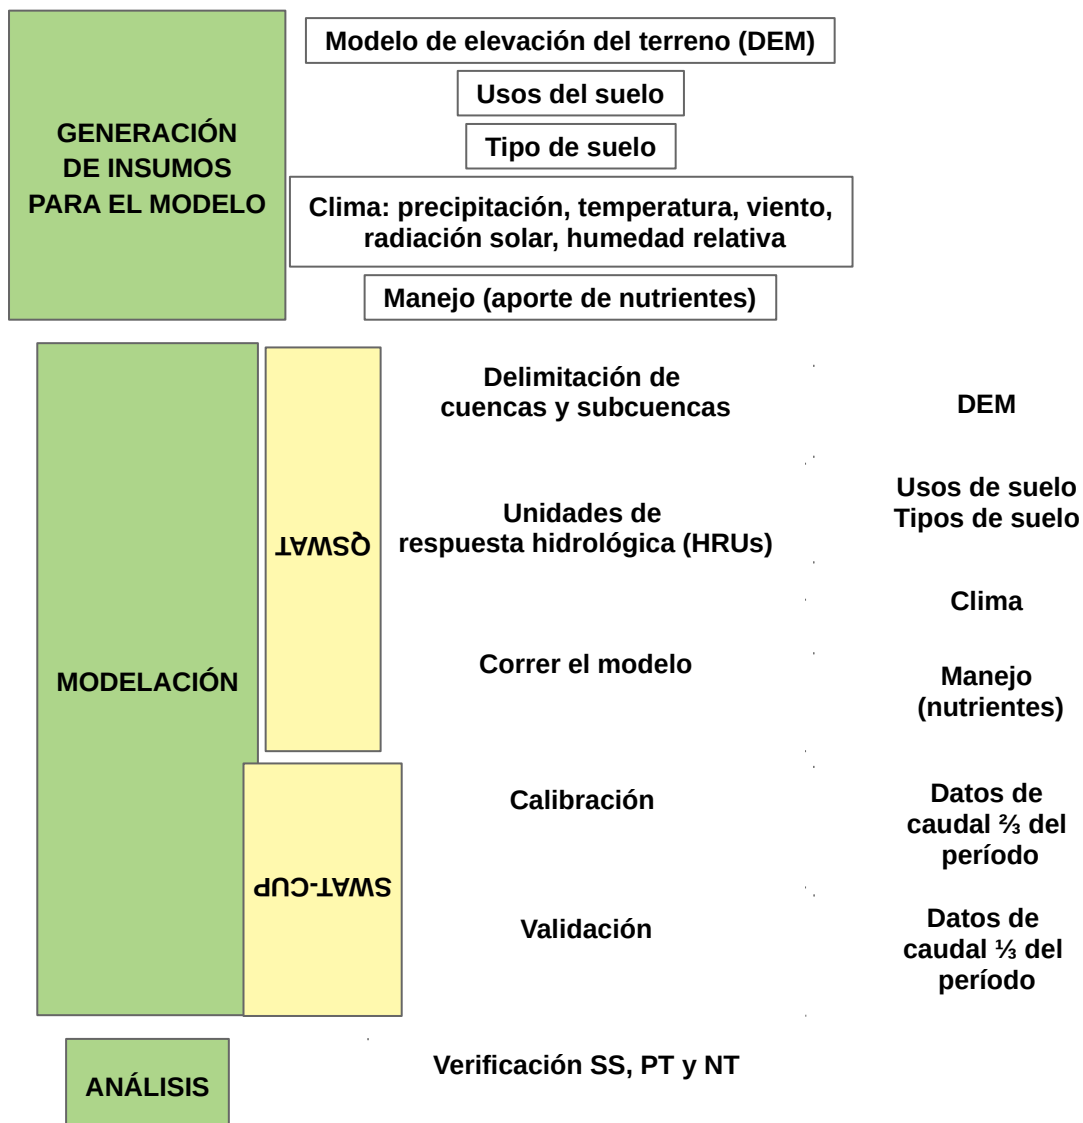 GENERACIÓN
DE INSUMOS
PARA EL MODELO
Modelo de elevación del terreno (DEM)
Usos del suelo
Tipo de suelo
Clima: precipitación, temperatura, viento,
radiación solar, humedad relativa
Manejo (aporte de nutrientes)
MODELACIÓN
QSWAT
Delimitación de
cuencas y subcuencas
DEM
Unidades de
respuesta hidrológica (HRUs)
Usos de suelo
Tipos de suelo
Correr el modelo
Clima
Manejo
(nutrientes)
SWAT-CUP
Calibración
Datos de
caudal ⅔ del
período
Validación
Datos de
caudal ⅓ del
período
ANÁLISIS
Verificación SS, PT y NT